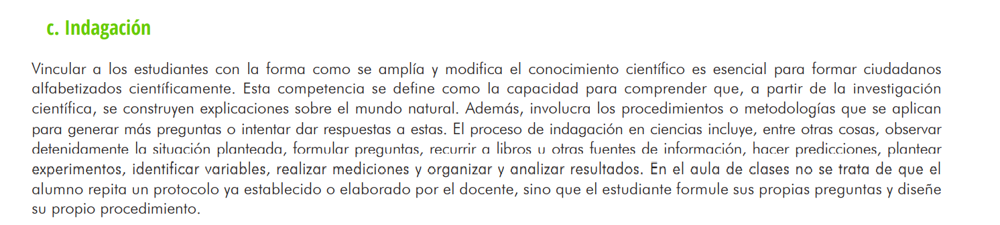 c. Indagación
Vincular a los estudiantes con la forma como se amplía y modifica el conocimiento científico es esencial para formar ciudadanos
alfabetizados científicamente. Esta competencia se define como la capacidad para comprender que, a partir de la investigación
científica, se construyen explicaciones sobre el mundo natural. Además, involucra los procedimientos o metodologías que se aplican
para generar más preguntas o intentar dar respuestas a estas. El proceso de indagación en ciencias incluye, entre otras cosas, observar
detenidamente la situación planteada, formular preguntas, recurrir a libros u otras fuentes de información, hacer predicciones, plantear
experimentos, identificar variables, realizar mediciones y organizar y analizar resultados. En el aula de clases no se trata de que el
alumno repita un protocolo ya establecido o elaborado por el docente, sino que el estudiante formule sus propias preguntas y diseñe
su propio procedimiento.